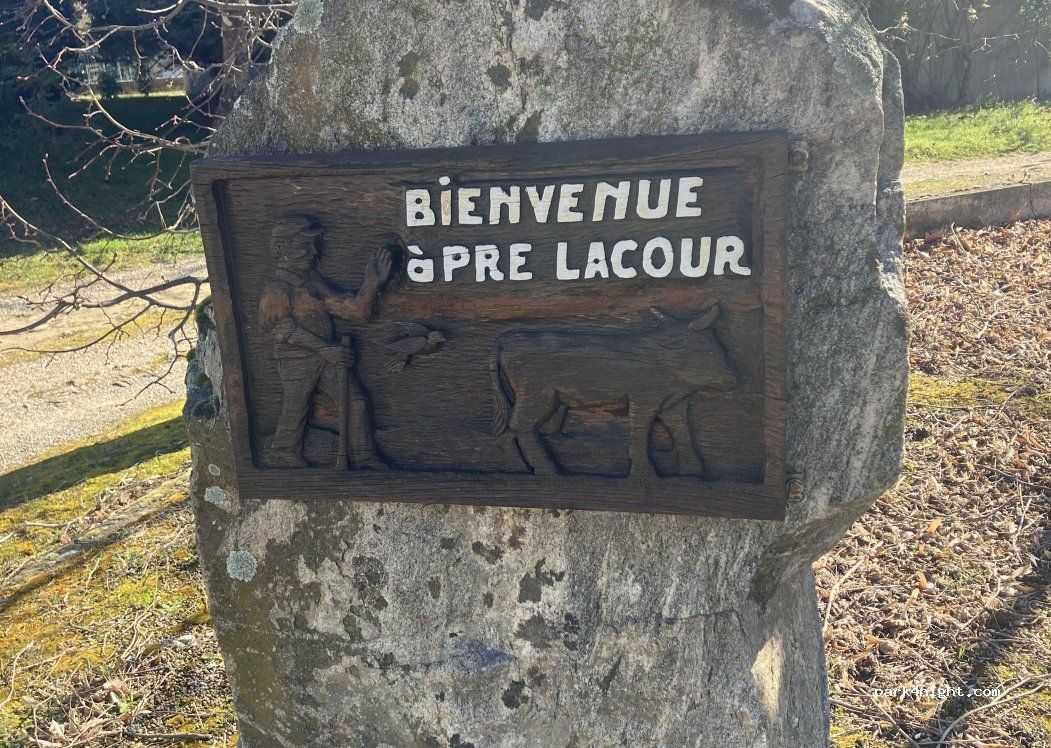 BiENVENUE
à PRE LACOUR
park4night.com